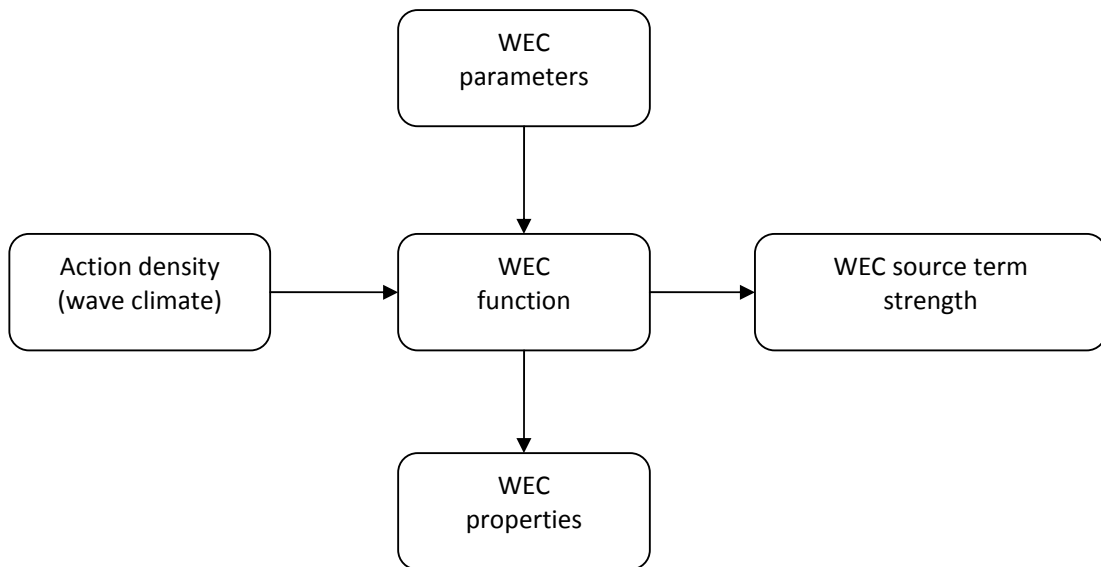 WEC
parameters
Action density
(wave climate)
WEC
function
WEC source term
strength
WEC
properties